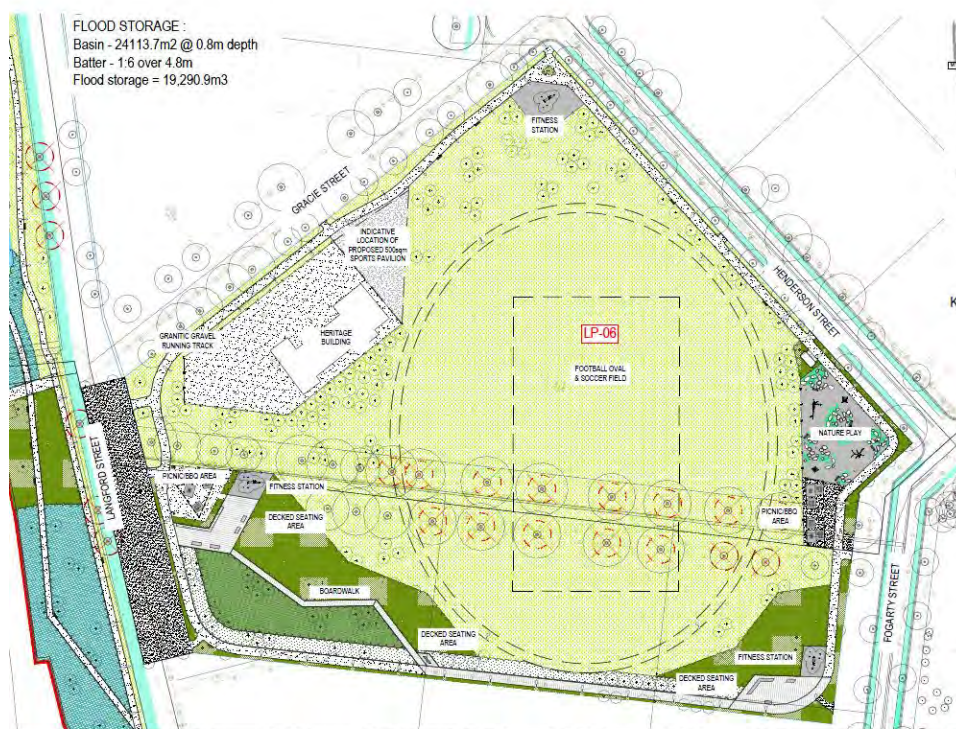 FLOOD STORAGE :
Basin - 24113.7m2 @ 0.8m depth
Batter - 1:6 over 4.8m
Flood storage = 19,290.9m3
FITNESS
STATION
GRACIE STREET
INDICATIVE
LOCATION OF
PROPOSED 500sqm
SPORTS PAVILION
HENDERSON STREET
GRANITIC GRAVEL
RUNNING TRACK
HERITAGE
BUILDING
LP-06
FOOTBALL OVAL
& SOCCER FIELD
LANGFORD STREET
NATURE PLAY
PICNIC/BBQ AREA
FITNESS STATION
DECKED SEATING
AREA
PICNIC/BBQ
AREA
BOARDWALK
FOGARTY STREET
DECKED SEATING
AREA
FITNESS STATION
DECKED SEATING
AREA
K